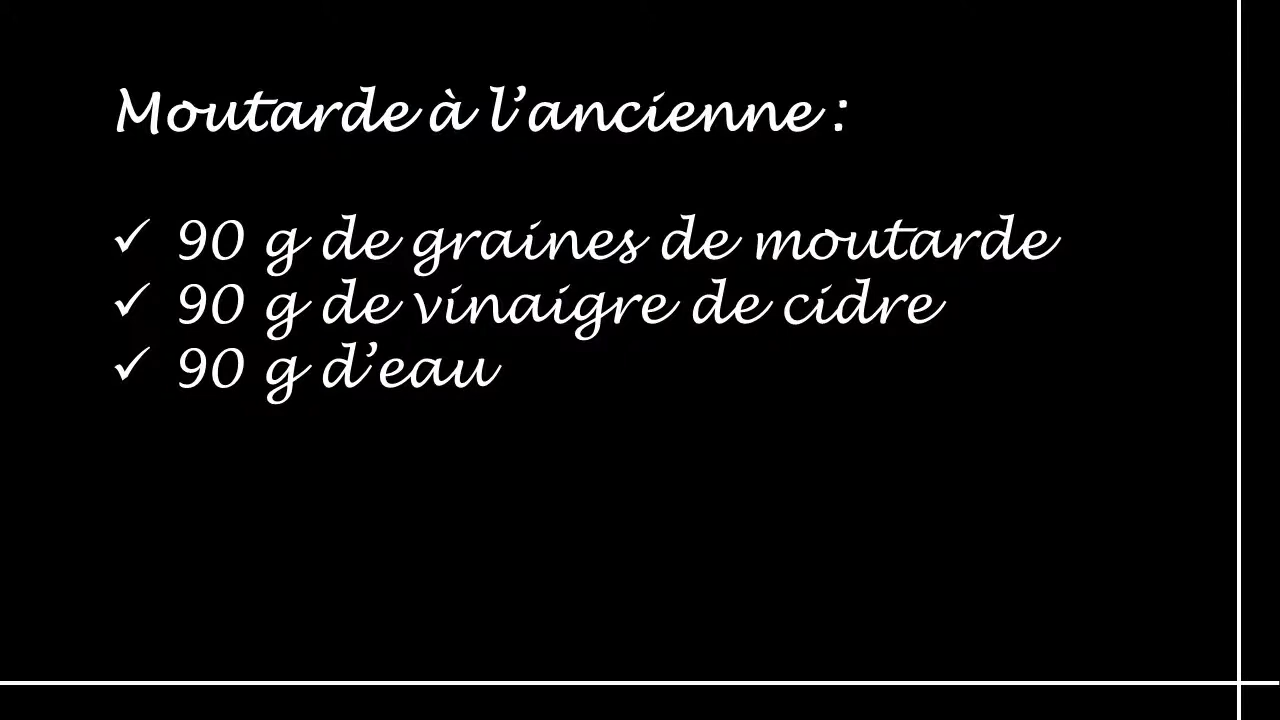 Moutarde à l’ancienne :
✓ 90 g de graines de moutarde
✓ 90 g de vinaigre de cidre
✓ 90 g d’eau